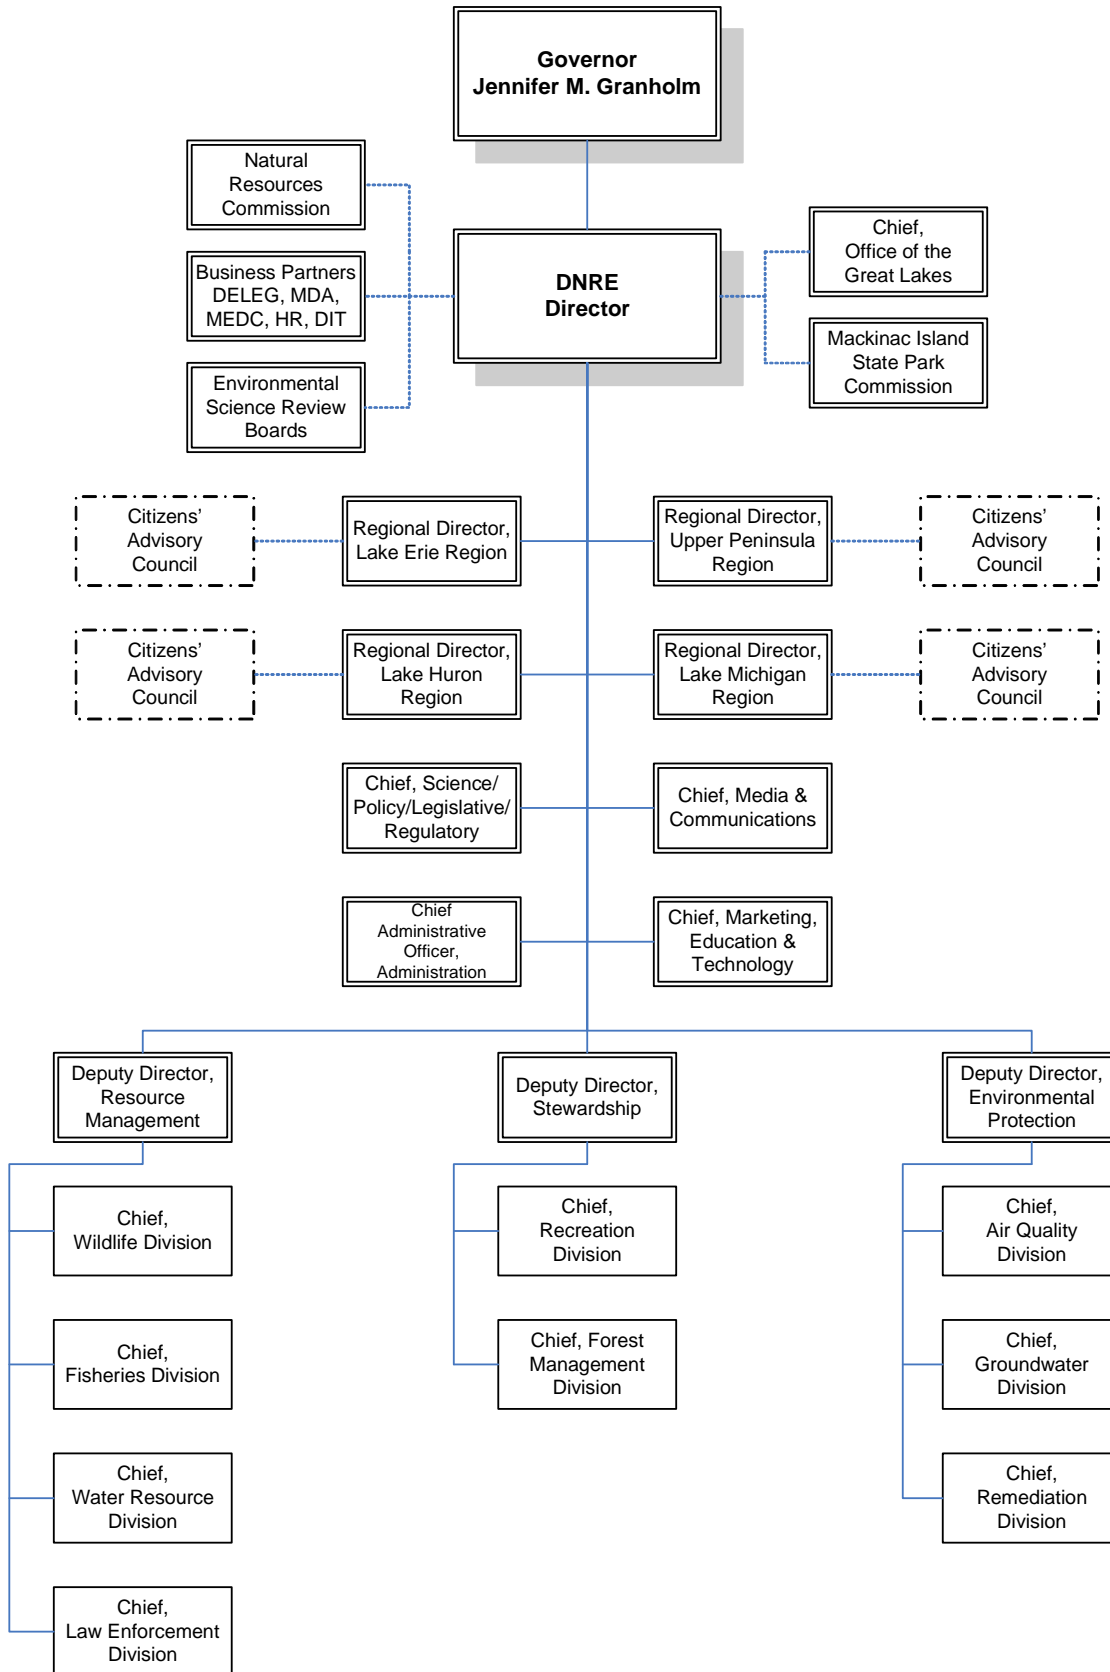 Governor
Jennifer M. Granholm
Natural
Resources
Commission
Business Partners
DELEG, MDA,
MEDC, HR, DIT
Environmental
Science Review
Boards
DNRE
Director
Chief,
Office of the
Great Lakes
Mackinac Island
State Park
Commission
Citizens’
Advisory
Council
Regional Director,
Lake Erie Region
Regional Director,
Upper Peninsula
Region
Citizens’
Advisory
Council
Citizens’
Advisory
Council
Regional Director,
Lake Huron
Region
Regional Director,
Lake Michigan
Region
Citizens’
Advisory
Council
Chief, Science/
Policy/Legislative/
Regulatory
Chief, Media &
Communications
Chief
Administrative
Officer,
Administration
Chief, Marketing,
Education &
Technology
Deputy Director,
Resource
Management
Deputy Director,
Stewardship
Deputy Director,
Environmental
Protection
Chief,
Wildlife Division
Chief,
Recreation
Division
Chief,
Air Quality
Division
Chief,
Fisheries Division
Chief, Forest
Management
Division
Chief,
Groundwater
Division
Chief,
Water Resource
Division
Chief,
Remediation
Division
Chief,
Law Enforcement
Division